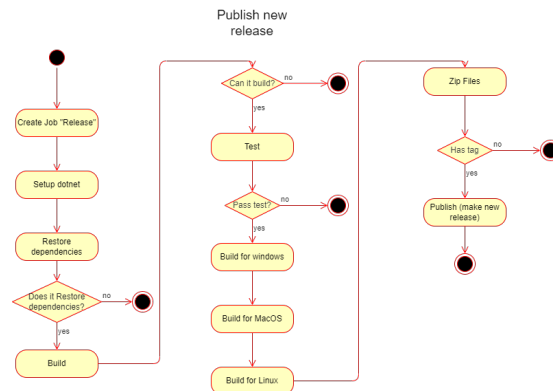 Publish new
release
Create Job "Release"
Setup dotnet
Restore
dependencies
Does it Restore
dependencies?
no
yes
Build
Can it build?
no
yes
Test
Pass test?
no
yes
Build for windows
Build for MacOS
Build for Linux
Zip Files
Has tag
no
yes
Publish (make new
release)